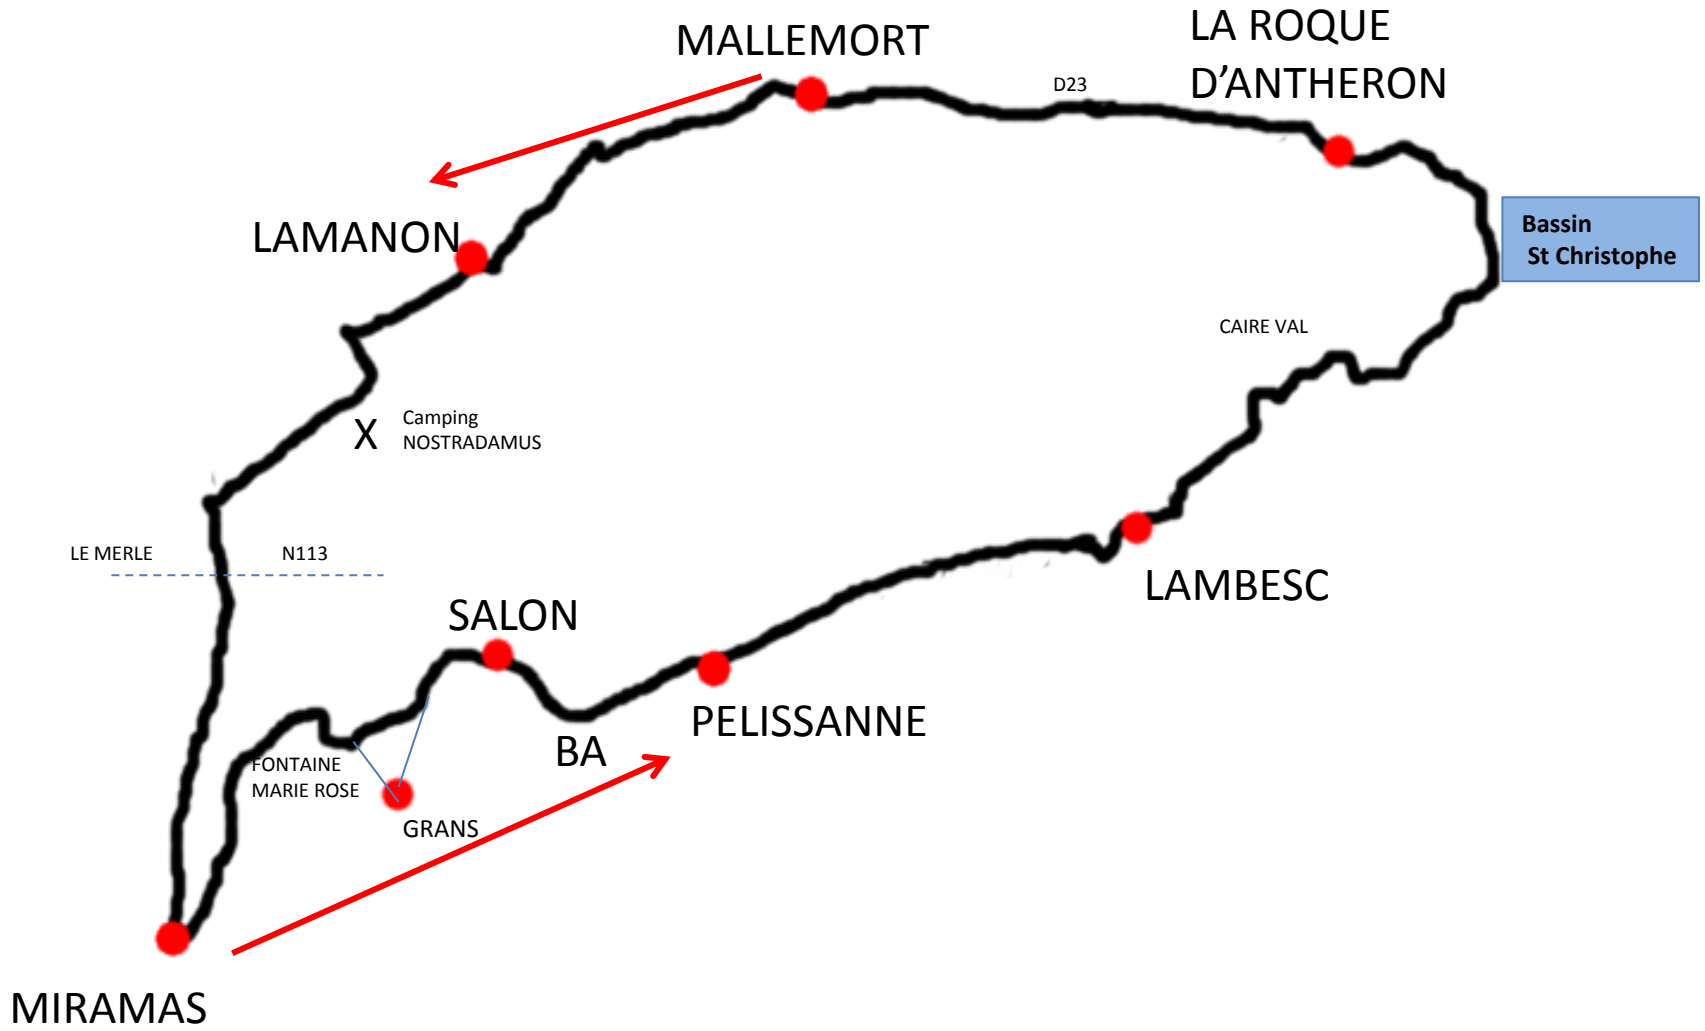 MALLEMORT
LA ROQUE
D'ANTHERON
D23
Bassin
St Christophe
LAMANON
CAIRE VAL
X
Camping
NOSTRADAMUS
LE MERLE
N113
SALON
LAMBESC
PELISSANNE
BA
FONTAINE
MARIE ROSE
GRANS
MIRAMAS